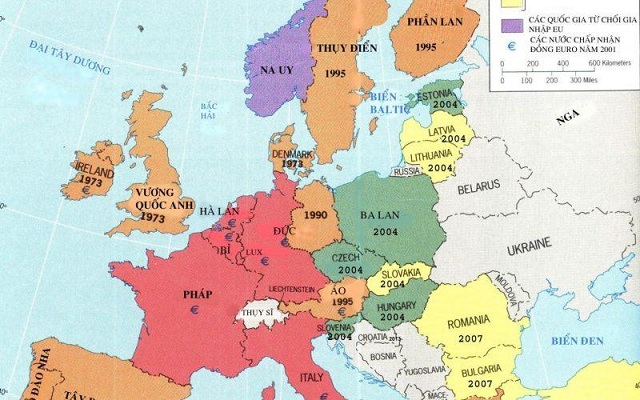 CÁC QUỐC GIA TỪ CHỐI GIA
NHẬP EU
€ CÁC NƯỚC CHẤP NHẬN
ĐỒNG EURO NĂM 2001
0 200 400 600 Kilometers
0 100 200 300 Miles
ĐẠI TÂY DƯƠNG
PHẦN LAN
1995
THỤY ĐIỂN
1995
NA UY
BIỂN
BALTIC
BẮC
HẢI
ESTONIA
2004
NGA
LATVIA
2004
LITHUANIA
2004
RUSSIA
DENMARK
1973
IRELAND
1973
€
VƯƠNG
QUỐC ANH
1973
BELARUS
HÀ LAN
€
BỈ
€
LUX
€
ĐỨC
€
1990
BA LAN
2004
UKRAINE
CZECH
2004
SLOVAKIA
2004
LIECHTENSTEIN
ÁO
1995
€
HUNGARY
2004
MOLDOVA
PHÁP
€
THỤY SĨ
SLOVENIA
2004
CROATIA 2013
BOSNIA
YUGOSLAVIA
ROMANIA
2007
BIỂN ĐEN
BULGARIA
2007
MACE
ITALY
€
ĐÀO NHA